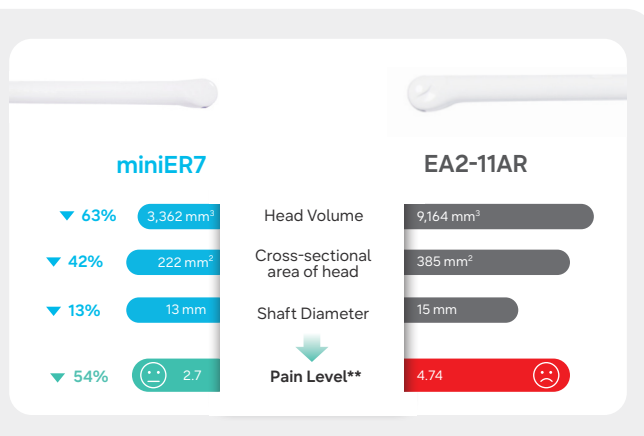 miniER7
EA2-11AR
▼ 63%
3,362 mm³
Head Volume
9,164 mm³
▼ 42%
222 mm²
Cross-sectional
area of head
385 mm²
▼ 13%
13 mm
Shaft Diameter
15 mm
▼ 54%
2.7
Pain Level**
4.74